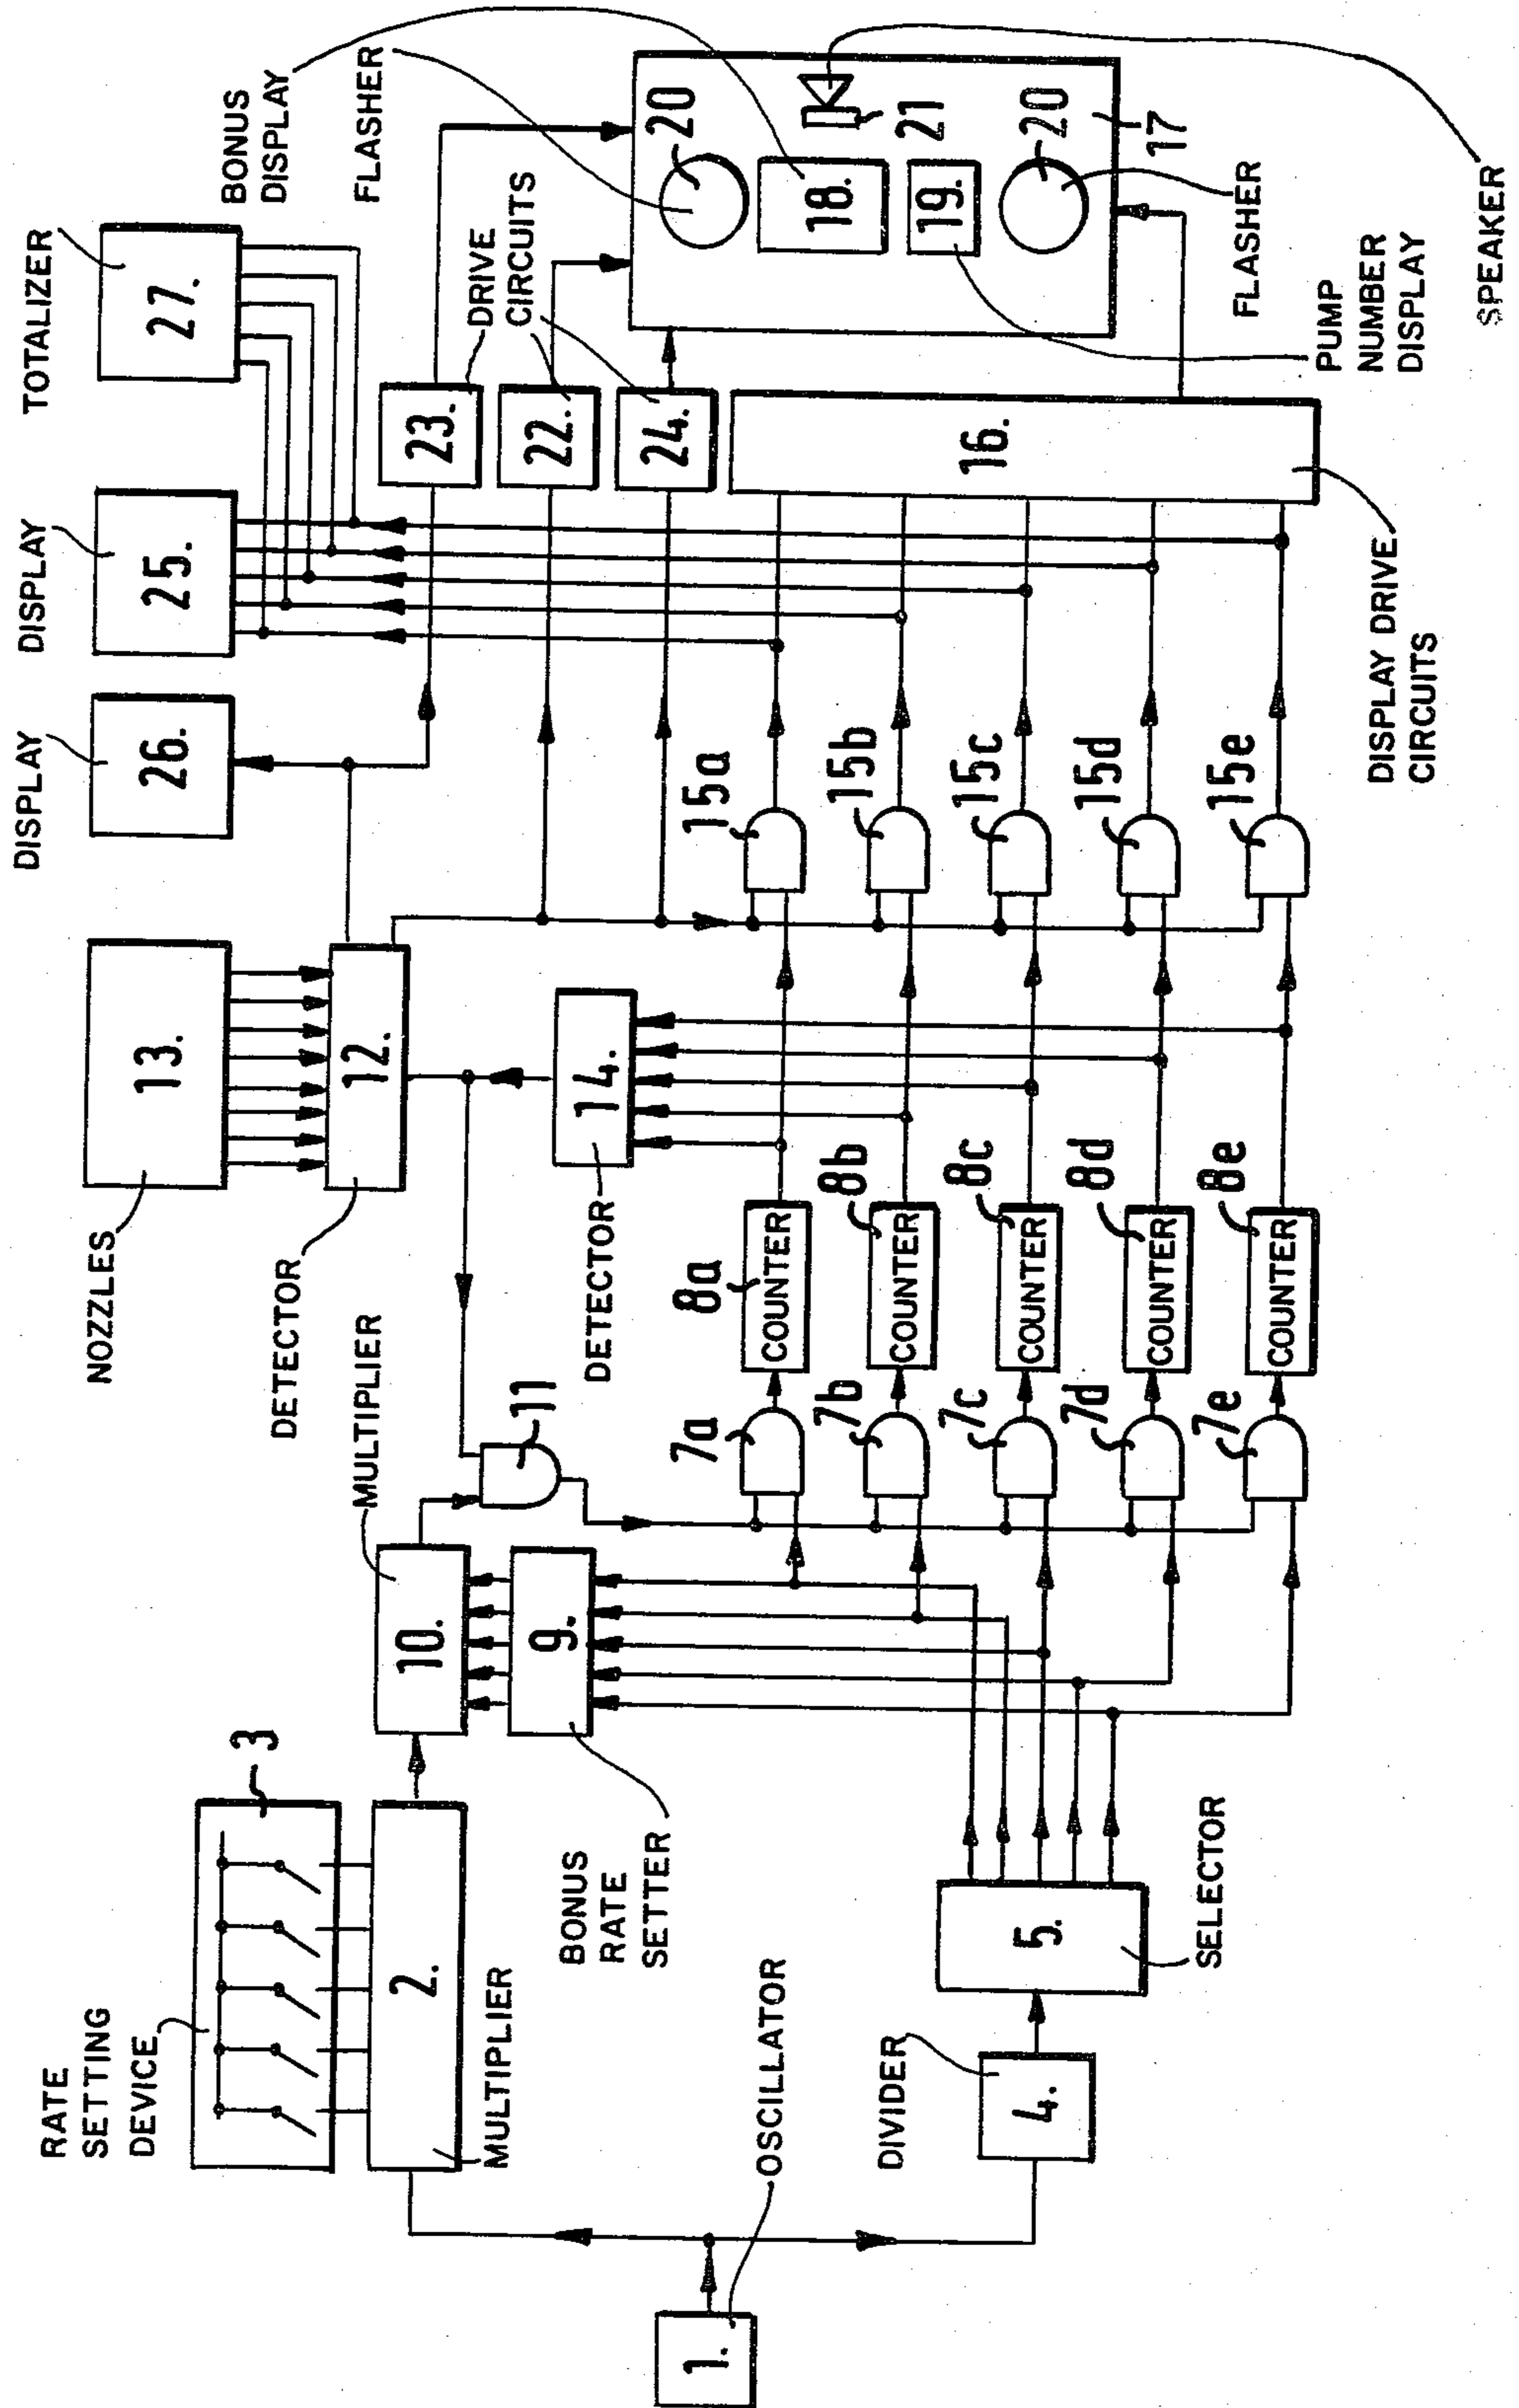 RATE
SETTING
DEVICE
3
2.
MULTIPLIER
1.
OSCILLATOR
DIVIDER
4.
5.
SELECTOR
BONUS
RATE
SETTER
9.
10.
MULTIPLIER
11
NOZZLES
13.
DETECTOR
12.
DETECTOR
14.
7a
7b
7c
7d
7e
8a
COUNTER
8b
COUNTER
8c
COUNTER
8d
COUNTER
8e
COUNTER
15a
15b
15c
15d
15e
DISPLAY
26.
DISPLAY
25.
TOTALIZER
27.
23.
22.
24.
DRIVE
CIRCUITS
16.
DISPLAY DRIVE
CIRCUITS
BONUS
DISPLAY
FLASHER
20
18.
21
19.
20
17
FLASHER
PUMP
NUMBER
DISPLAY
SPEAKER